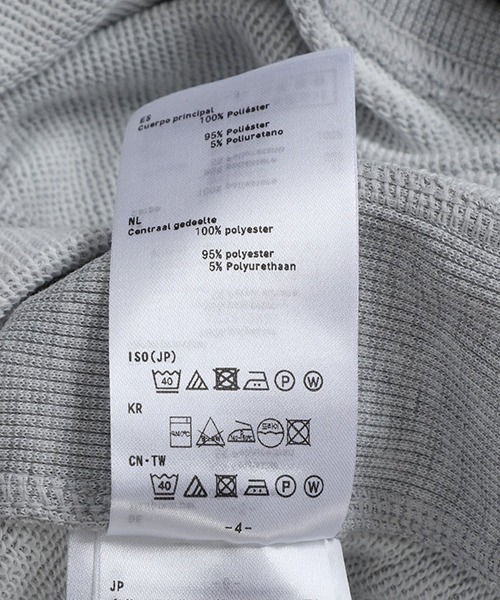 ES
Cuerpo principal
100% Poliéster
95% Poliéster
5% Poliuretano
NL
Centraal gedeelte
100% polyester
95% polyester
5% Polyurethaan
ISO(JP)
40 P W
KR
CN·TW
40 P W
-4-
JP